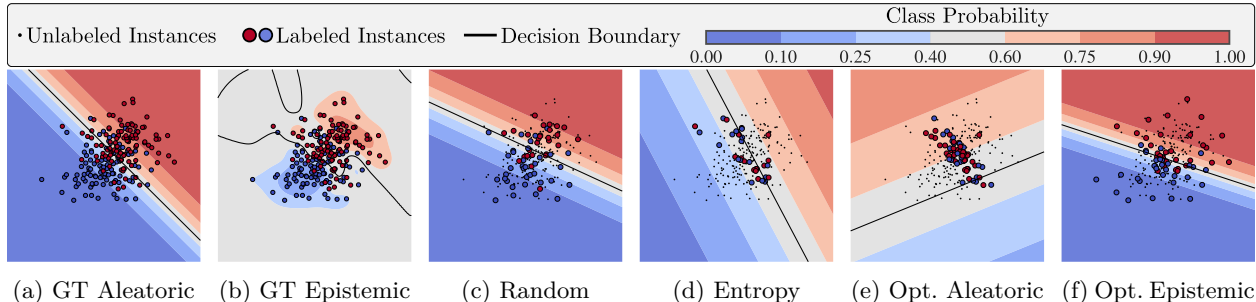 Unlabeled Instances
Labeled Instances
Decision Boundary
Class Probability
0.00 0.10 0.25 0.40 0.60 0.75 0.90 1.00
(a) GT Aleatoric
(b) GT Epistemic
(c) Random
(d) Entropy
(e) Opt. Aleatoric
(f) Opt. Epistemic